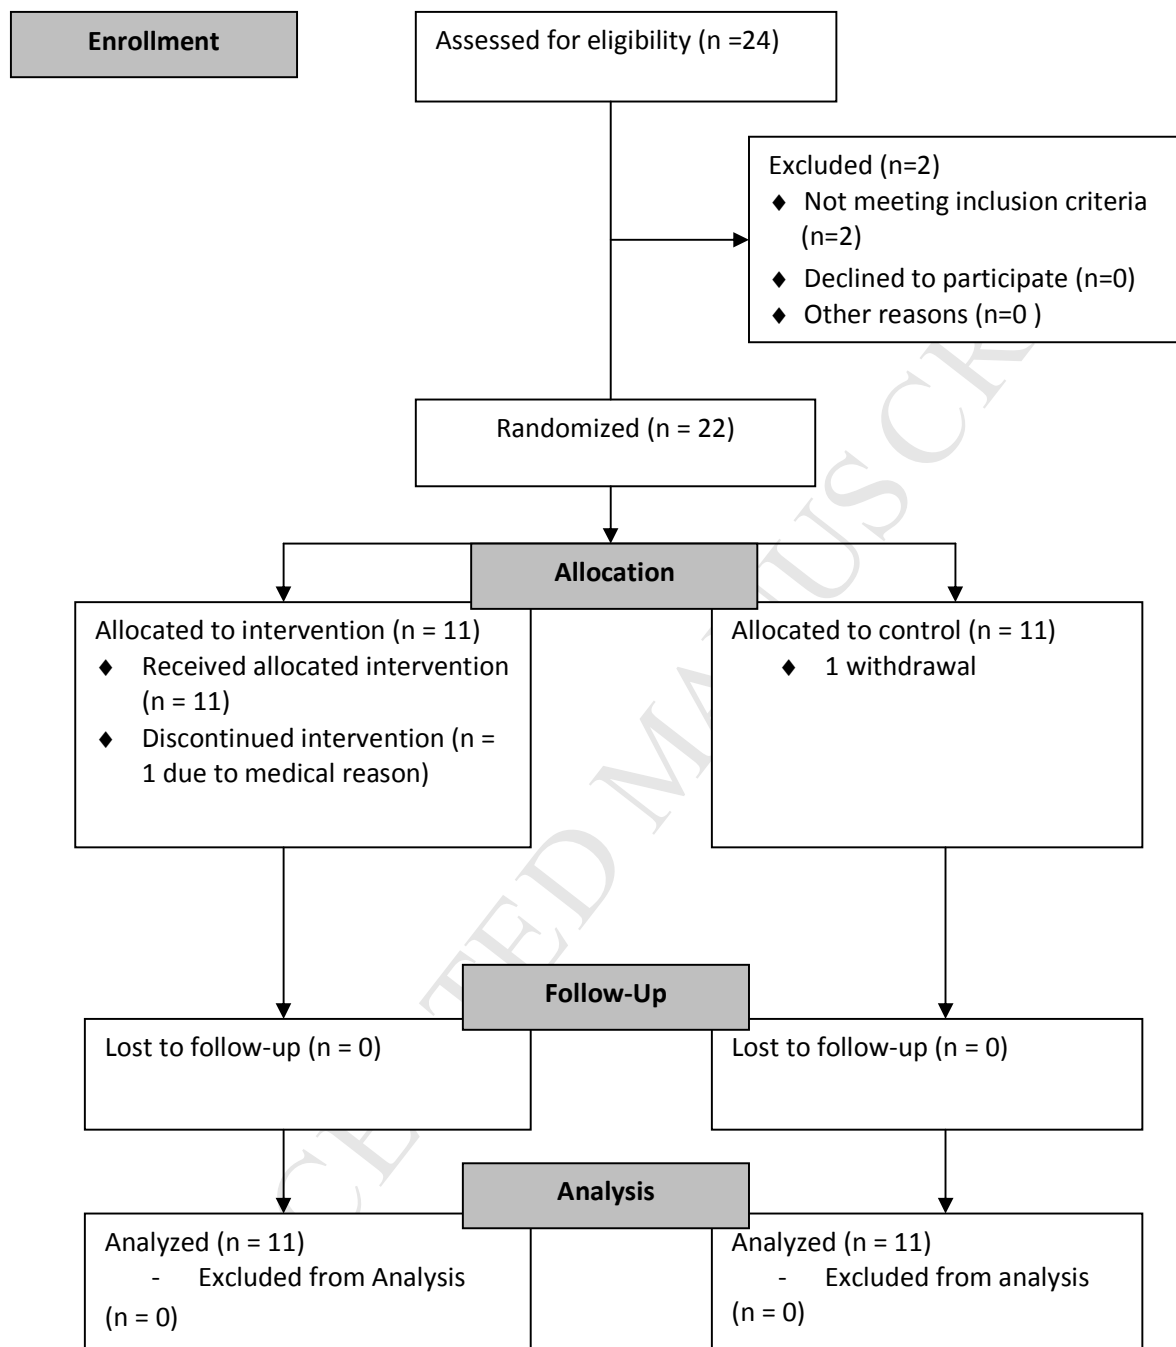 Enrollment
Assessed for eligibility (n =24)
Excluded (n=2)
♦ Not meeting inclusion criteria
(n=2)
♦ Declined to participate (n=0)
♦ Other reasons (n=0 )
Randomized (n = 22)
Allocation
Allocated to intervention (n = 11)
♦ Received allocated intervention
(n = 11)
♦ Discontinued intervention (n =
1 due to medical reason)
Allocated to control (n = 11)
♦ 1 withdrawal
Follow-Up
Lost to follow-up (n = 0)
Lost to follow-up (n = 0)
Analysis
Analyzed (n = 11)
- Excluded from Analysis
(n = 0)
Analyzed (n = 11)
- Excluded from analysis
(n = 0)